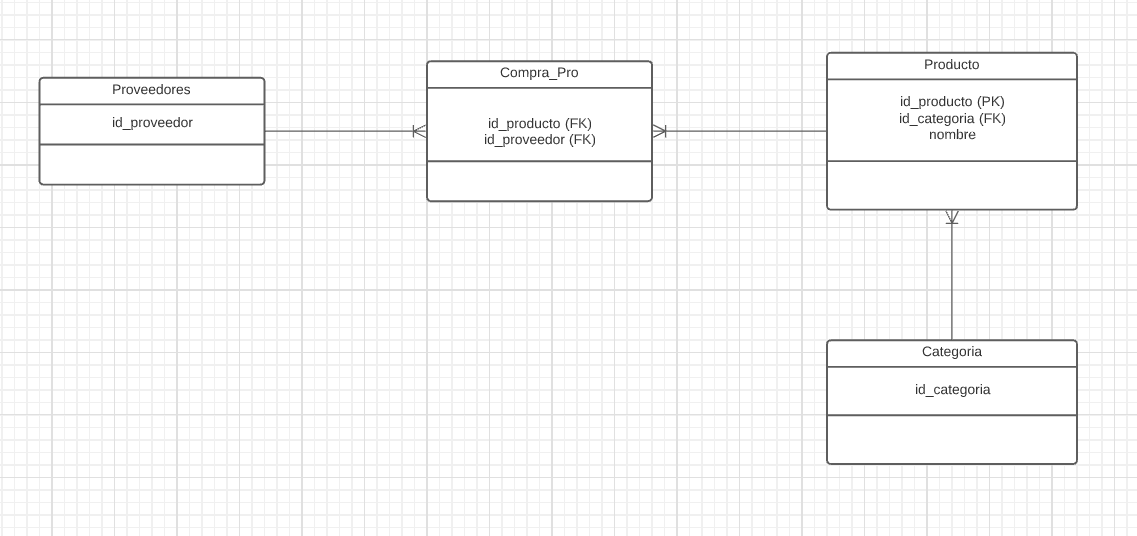 Proveedores
id_proveedor
Compra_Pro
id_producto (FK)
id_proveedor (FK)
Producto
id_producto (PK)
id_categoria (FK)
nombre
Categoria
id_categoria